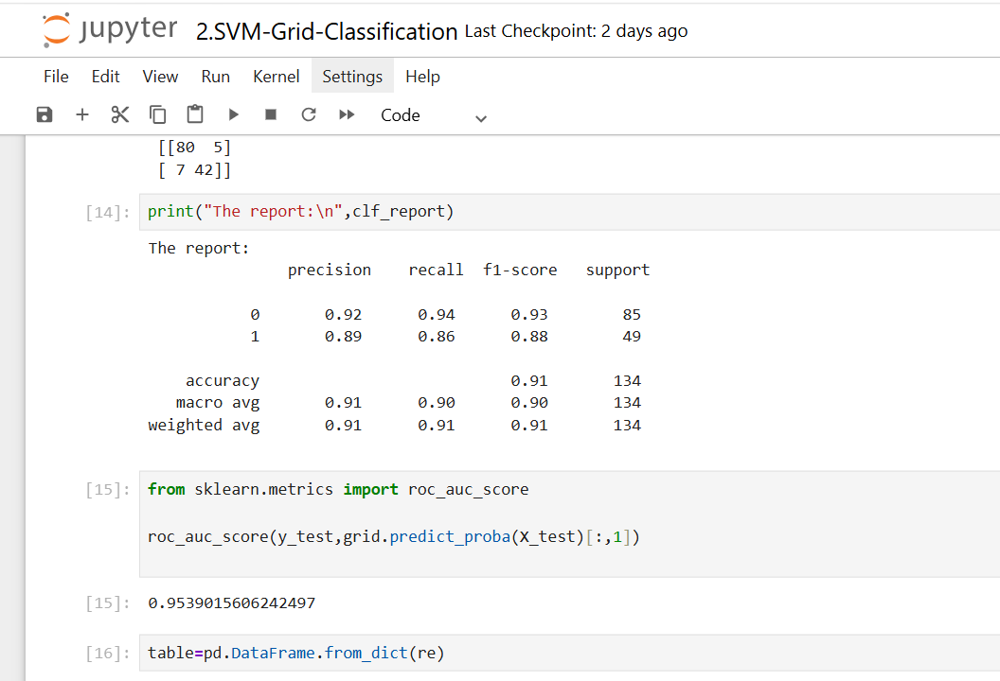 jupyter 2.SVM-Grid-Classification Last Checkpoint: 2 days ago
File Edit View Run Kernel Settings Help
Code
[[80  5]
[ 7 42]]
[14]: print("The report:\n",clf_report)
The report:
precision recall f1-score support
0 0.92 0.94 0.93 85
1 0.89 0.86 0.88 49
accuracy 0.91 134
macro avg 0.91 0.90 0.90 134
weighted avg 0.91 0.91 0.91 134
[15]: from sklearn.metrics import roc_auc_score
roc_auc_score(y_test,grid.predict_proba(X_test)[:,1])
[15]: 0.9539015606242497
[16]: table=pd.DataFrame.from_dict(re)